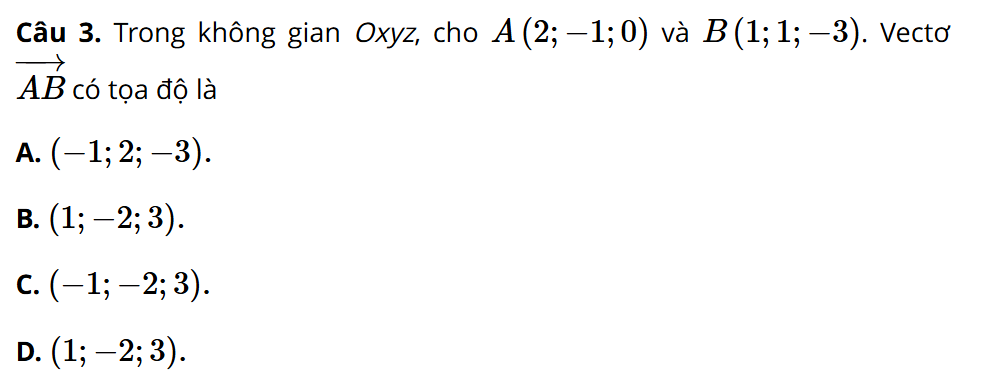 Câu 3. Trong không gian Oxyz, cho A(2;−1;0) và B(1;1;−3). Vectơ
$\overrightarrow{AB}$ có tọa độ là
A. (−1;2;−3).
B. (1;−2;3).
C. (−1;−2;3).
D. (1;−2;3).